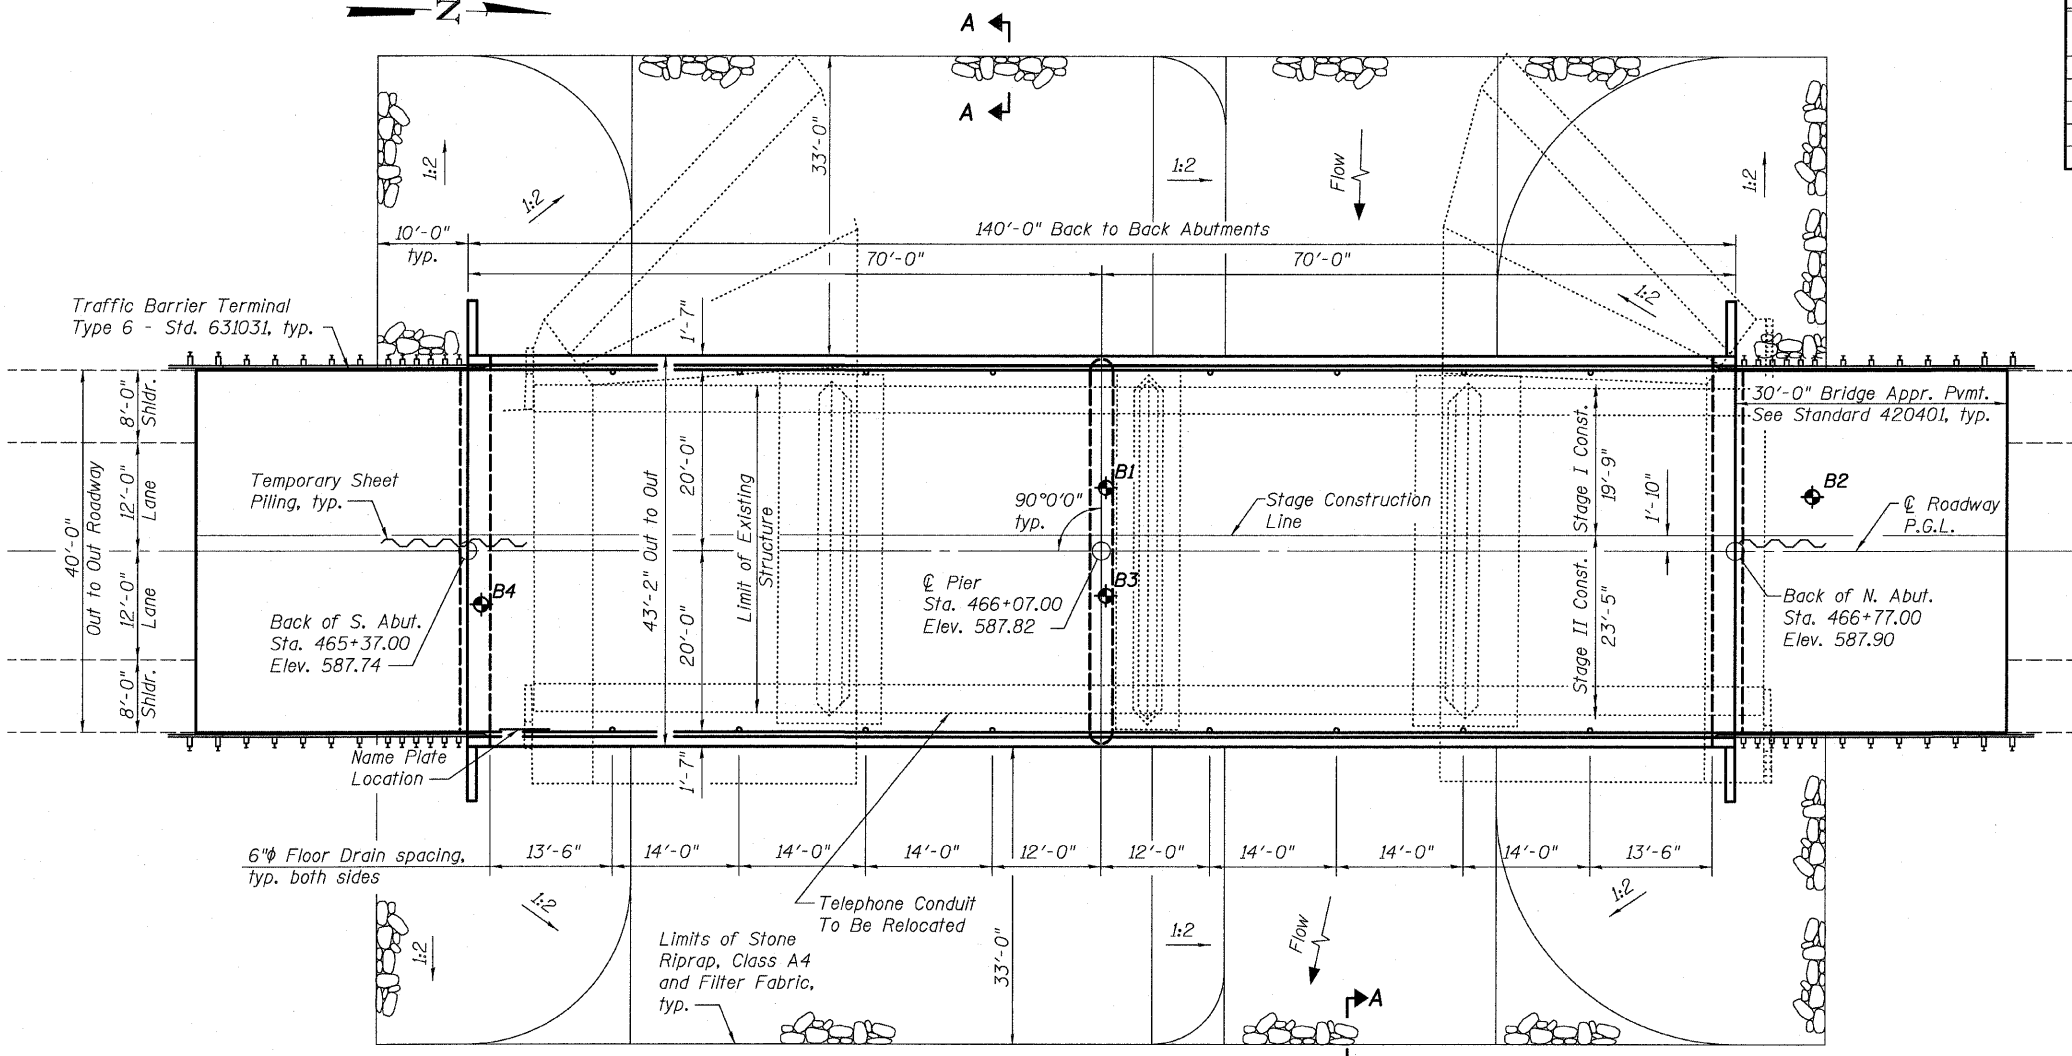 N
A
A
33'-0"
1:2
1:2
1:2
Flow
1:2
10'-0"
typ.
140'-0" Back to Back Abutments
70'-0"
70'-0"
1:2
Traffic Barrier Terminal
Type 6 - Std. 631031, typ.
1'-7"
8'-0"
Shldr.
12'-0"
Lane
40'-0"
Out to Out Roadway
12'-0"
Lane
8'-0"
Shldr.
Temporary Sheet
Piling, typ.
43'-2" Out to Out
20'-0"
20'-0"
Limit of Existing
Structure
B1
90°0'0"
typ.
Stage Construction
Line
Stage I Const.
19'-9"
1'-10"
30'-0" Bridge Appr. Pvmt.
See Standard 420401, typ.
B2
℄ Roadway
P.G.L.
B4
Back of S. Abut.
Sta. 465+37.00
Elev. 587.74
℄ Pier
Sta. 466+07.00
Elev. 587.82
B3
Stage II Const.
23'-5"
Back of N. Abut.
Sta. 466+77.00
Elev. 587.90
Name Plate
Location
1'-7"
6"ϕ Floor Drain spacing,
typ. both sides
13'-6"
14'-0"
14'-0"
14'-0"
12'-0"
12'-0"
14'-0"
14'-0"
14'-0"
13'-6"
1:2
1:2
Telephone Conduit
To Be Relocated
Limits of Stone
Riprap, Class A4
and Filter Fabric,
typ.
33'-0"
1:2
Flow
1:2
A